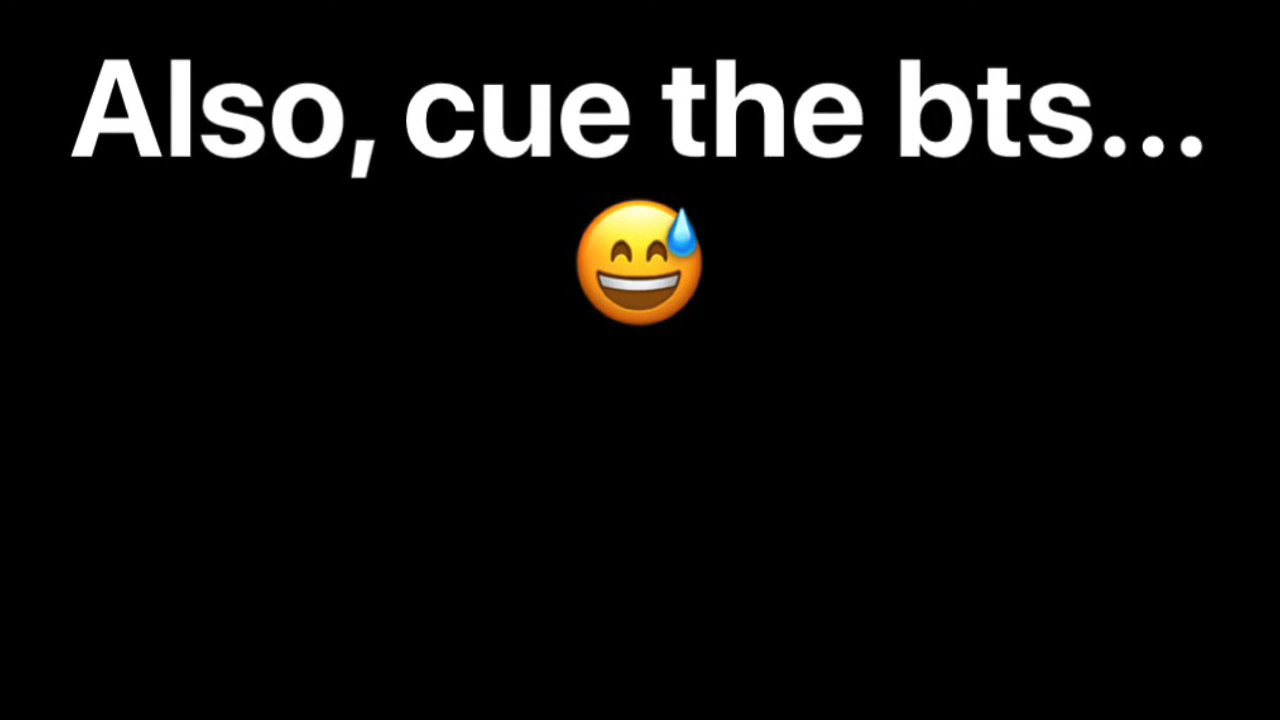 Also, cue the bts...
😅